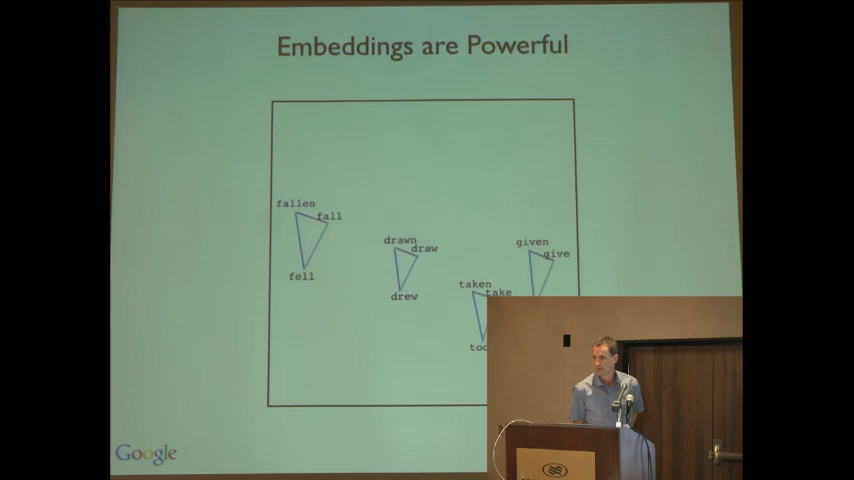 Embeddings are Powerful
fallen
fall
fell
drawn
draw
drew
given
give
taken
take
Google